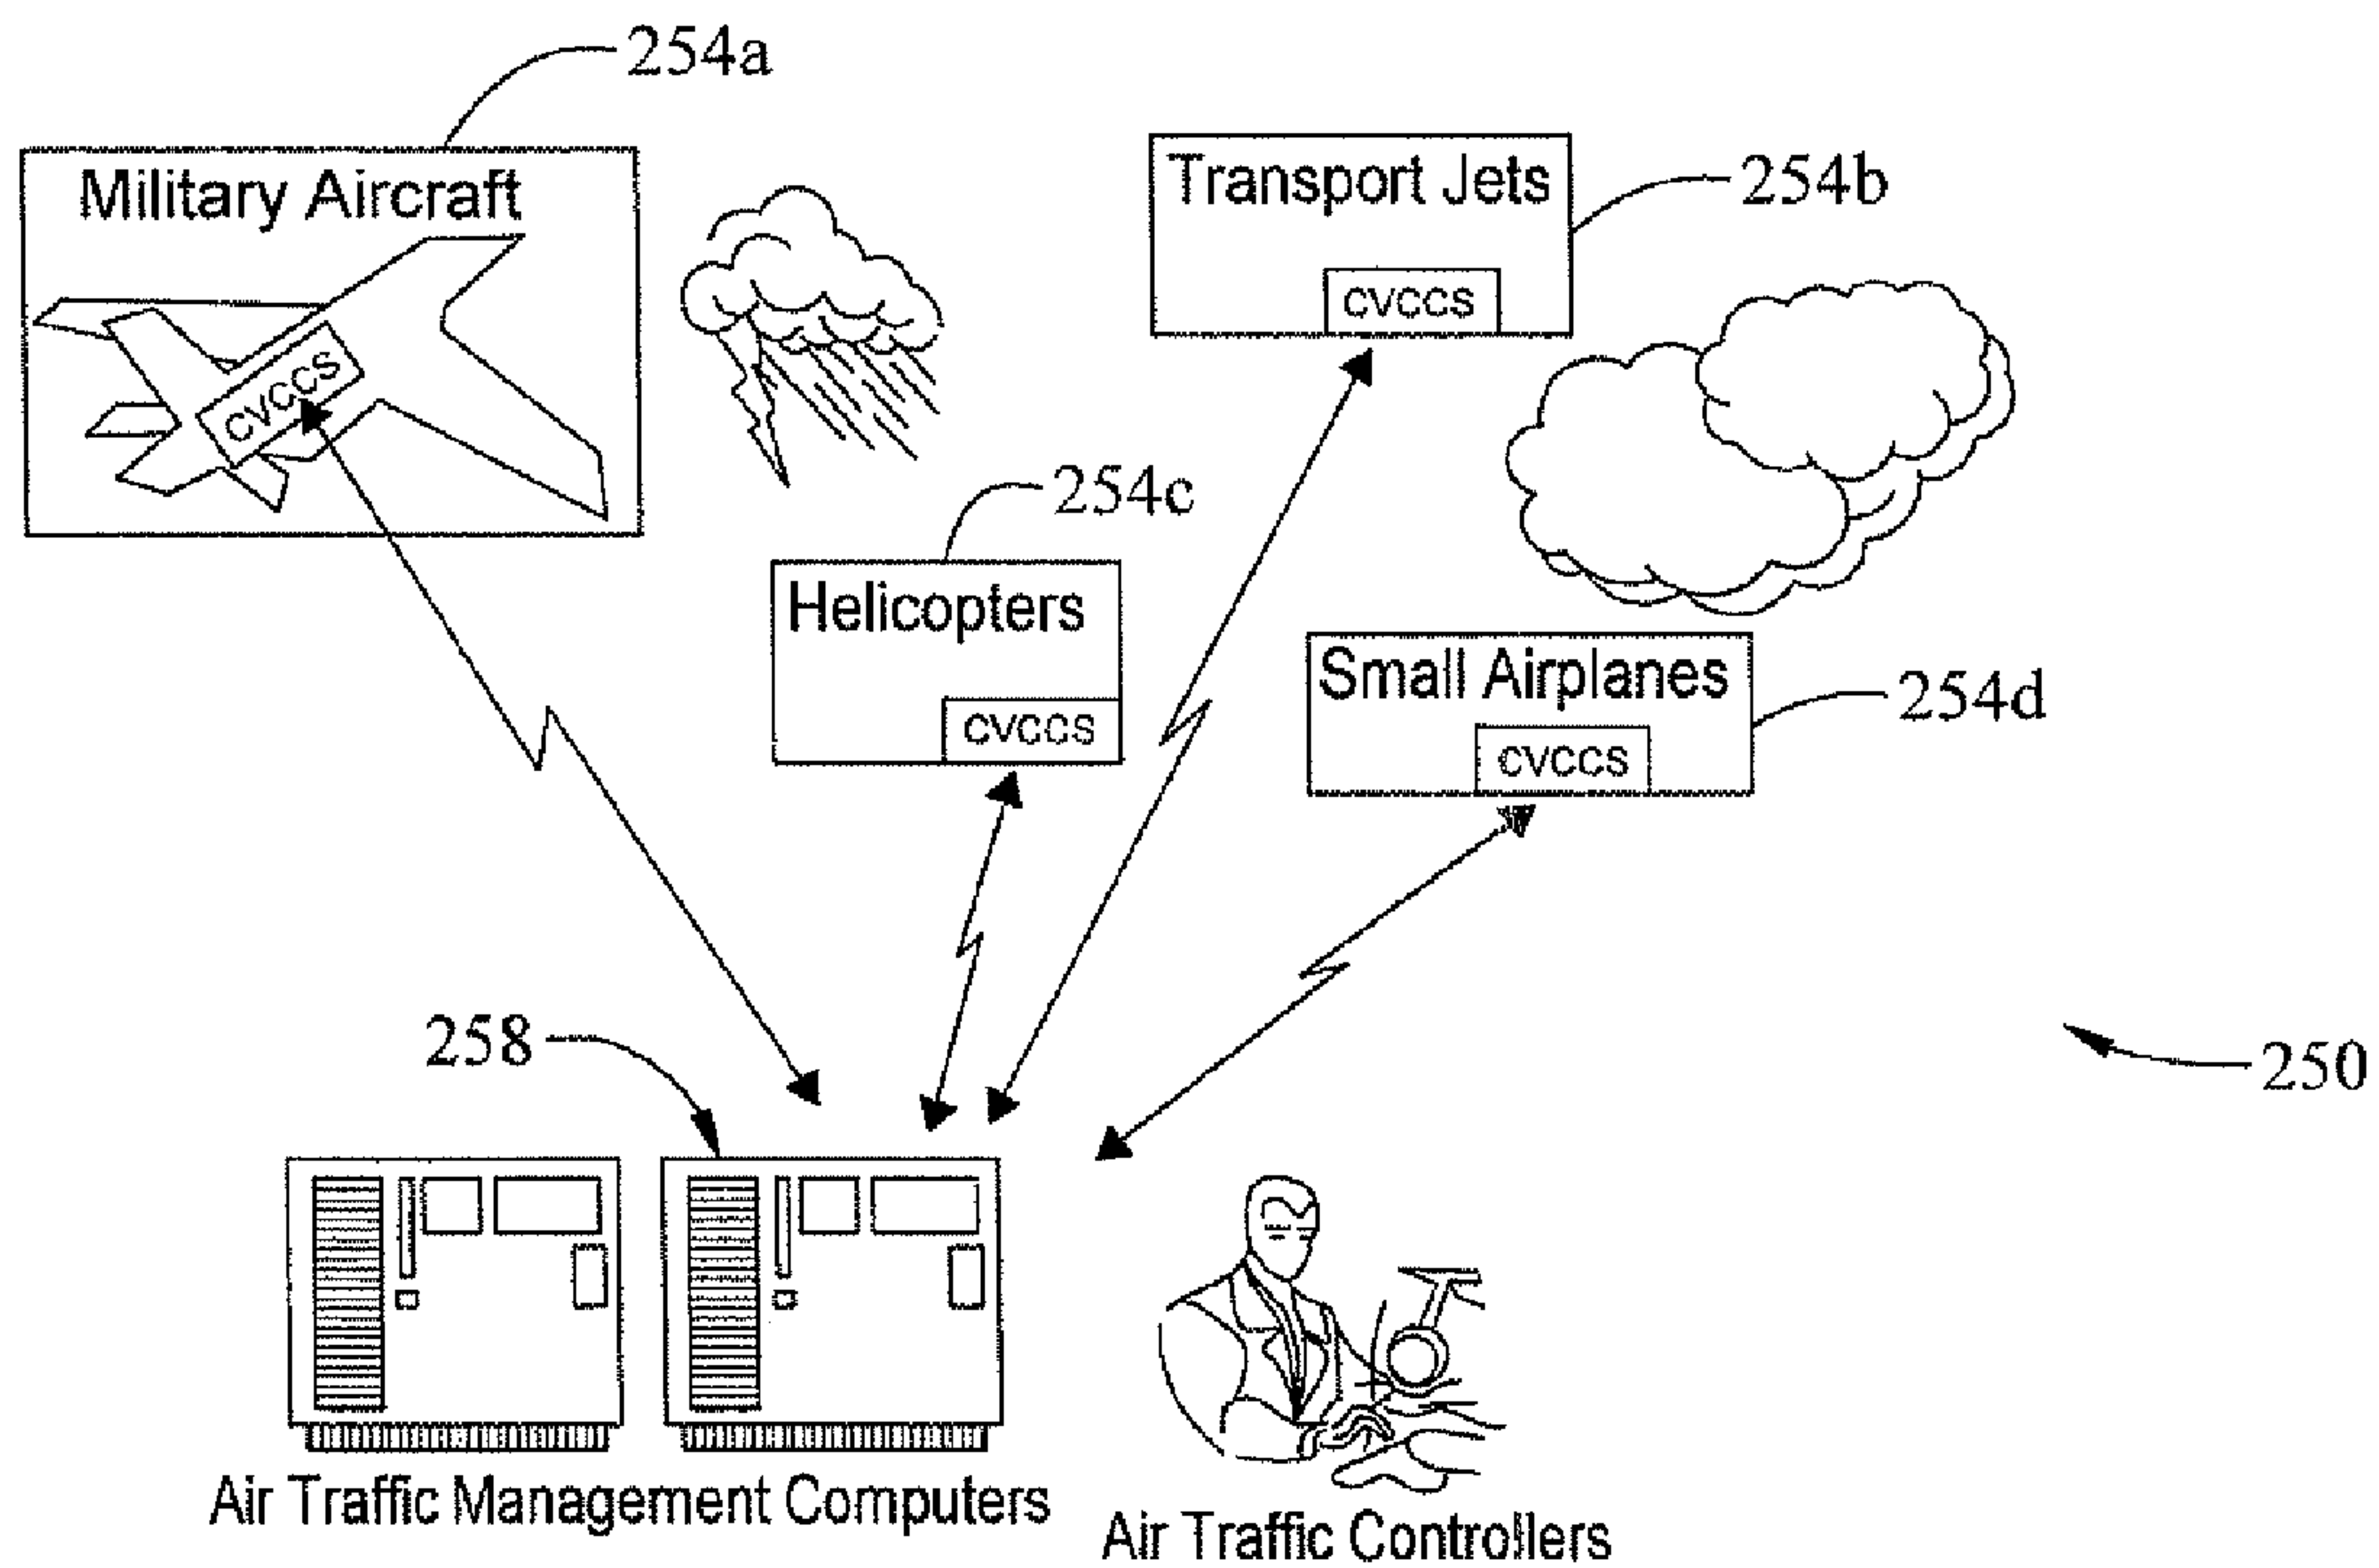 254a
Military Aircraft
CVCCS
Transport Jets
CVCCS
254b
254c
Helicopters
CVCCS
Small Airplanes
CVCCS
254d
258
250
Air Traffic Management Computers
Air Traffic Controllers